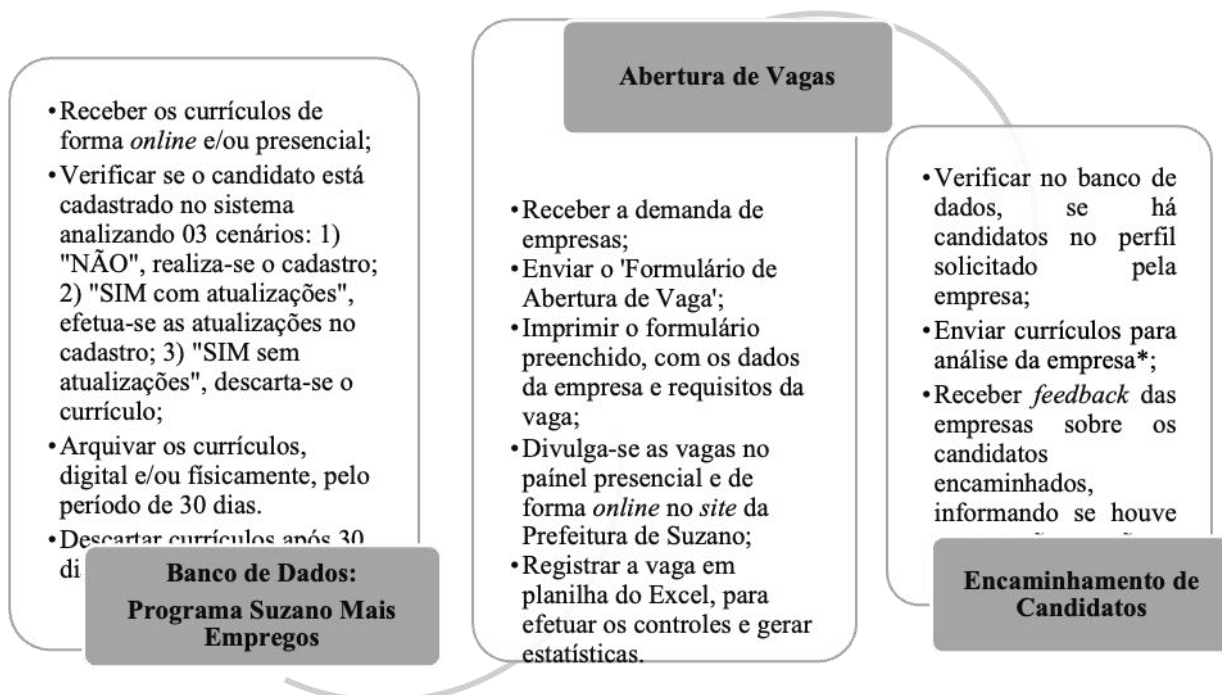 •Receber os currículos de
forma online e/ou presencial;
•Verificar se o candidato está
cadastrado no sistema
analizando 03 cenários: 1)
"NÃO", realiza-se o cadastro;
2) "SIM com atualizações",
efetua-se as atualizações no
cadastro; 3) "SIM sem
atualizações", descarta-se o
currículo;
•Arquivar os currículos,
digital e/ou físicamente, pelo
período de 30 dias.
•Descartar currículos após 30
Banco de Dados:
Programa Suzano Mais
Empregos
Abertura de Vagas
•Receber a demanda de
empresas;
•Enviar o 'Formulário de
Abertura de Vaga';
•Imprimir o formulário
preenchido, com os dados
da empresa e requisitos da
vaga;
•Divulga-se as vagas no
paínel presencial e de
forma online no site da
Prefeitura de Suzano;
•Registrar a vaga em
planilha do Excel, para
efetuar os controles e gerar
estatísticas.
•Verificar no banco de
dados, se há
candidatos no perfil
solicitado pela
empresa;
•Enviar currículos para
análise da empresa*;
•Receber feedback das
empresas sobre os
candidatos
encaminhados,
informando se houve
Encaminhamento de
Candidatos